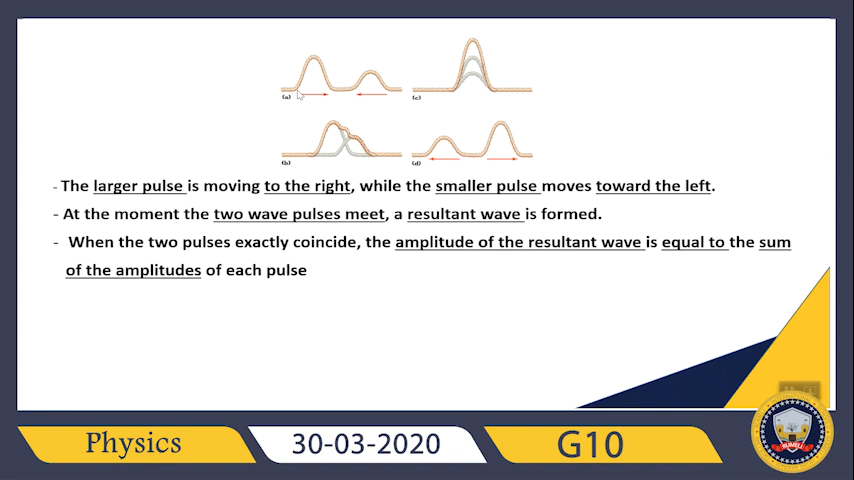 (a)
(c)
(b)
(d)
- The larger pulse is moving to the right, while the smaller pulse moves toward the left.
- At the moment the two wave pulses meet, a resultant wave is formed.
- When the two pulses exactly coincide, the amplitude of the resultant wave is equal to the sum
of the amplitudes of each pulse
Physics
30-03-2020
G10